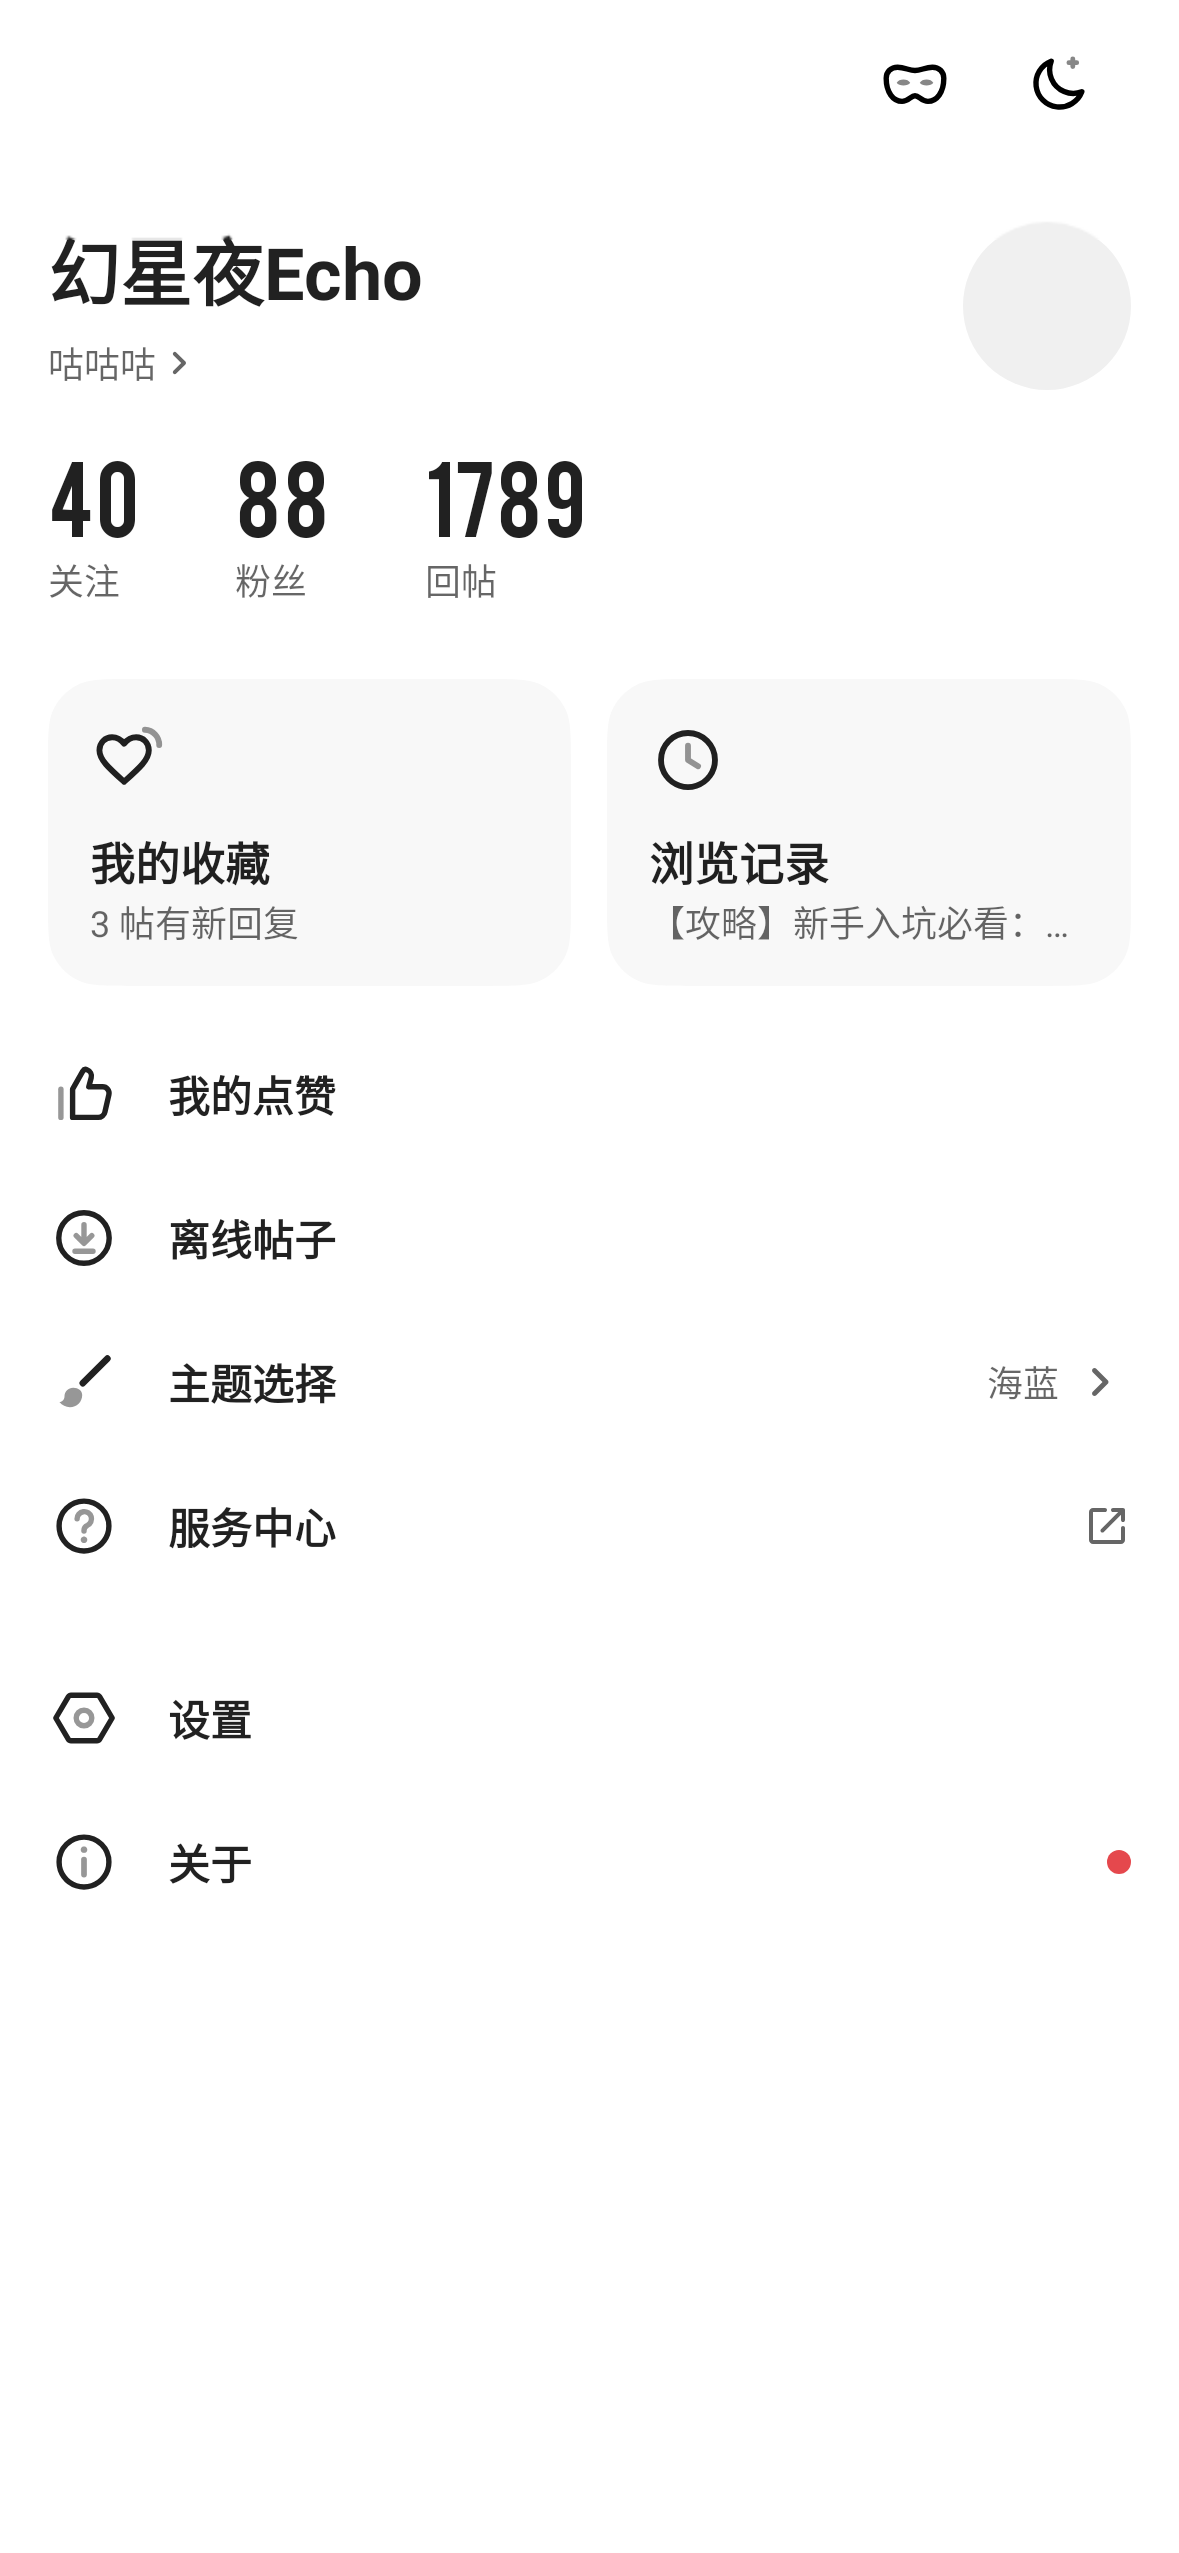 幻星夜Echo
咕咕咕
40 88 1789
关注 粉丝 回帖
我的收藏
3 帖有新回复
浏览记录
【攻略】新手入坑必看：...
我的点赞
离线帖子
主题选择 海蓝
服务中心
设置
关于